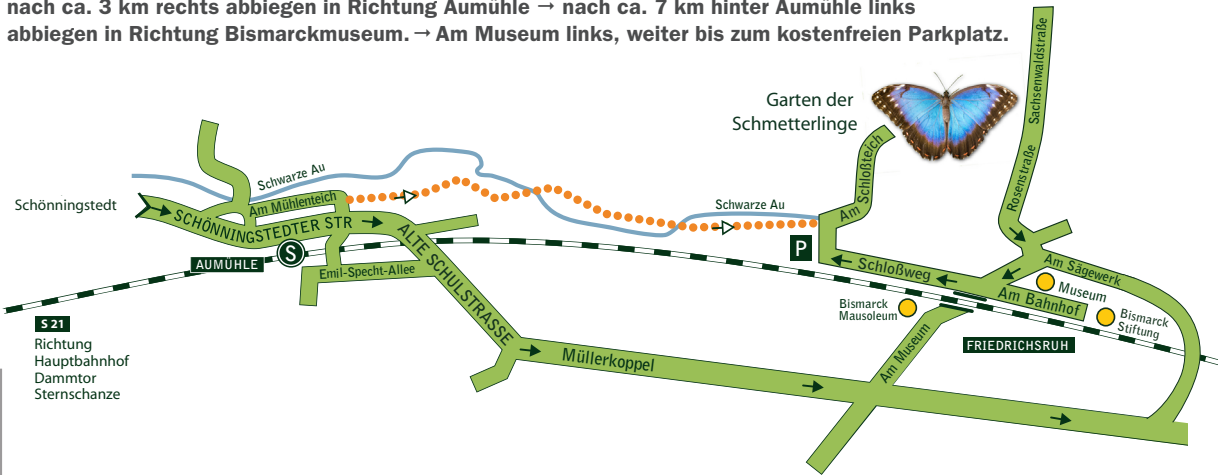 nach ca. 3 km rechts abbiegen in Richtung Aumühle → nach ca. 7 km hinter Aumühle links
abbiegen in Richtung Bismarckmuseum. → Am Museum links, weiter bis zum kostenfreien Parkplatz.
Sachsenwaldstraße
Garten der
Schmetterlinge
Am Schloßteich
Rosenstraße
Schwarze Au
Schönningstedt
Am Mühlenteich
SCHÖNNINGSTEDTER STR
Schwarze Au
ALTE SCHULSTRASSE
P
S
AUMÜHLE
Emil-Specht-Allee
Schloßweg
Am Sägewerk
Museum
Am Bahnhof
Bismarck
Mausoleum
Bismarck
Stiftung
S 21
Richtung
Hauptbahnhof
Dammtor
Sternschanze
FRIEDRICHSRUH
Am Museum
Müllerkoppel